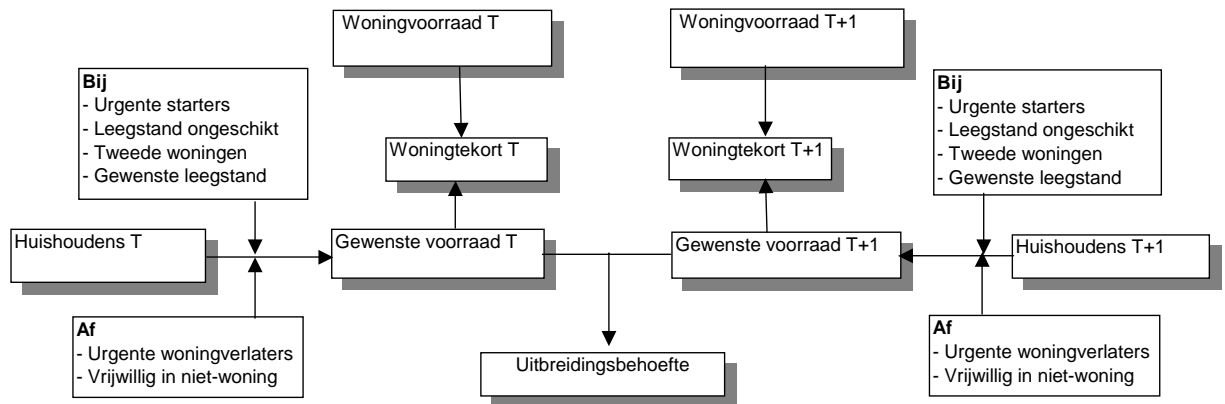 Woningvoorraad T
Woningvoorraad T+1
Bij
- Urgente starters
- Leegstand ongeschikt
- Tweede woningen
- Gewenste leegstand
Bij
- Urgente starters
- Leegstand ongeschikt
- Tweede woningen
- Gewenste leegstand
Woningtekort T
Woningtekort T+1
Huishoudens T
Gewenste voorraad T
Gewenste voorraad T+1
Huishoudens T+1
Af
- Urgente woningverlaters
- Vrijwillig in niet-woning
Uitbreidingsbehoefte
Af
- Urgente woningverlaters
- Vrijwillig in niet-woning